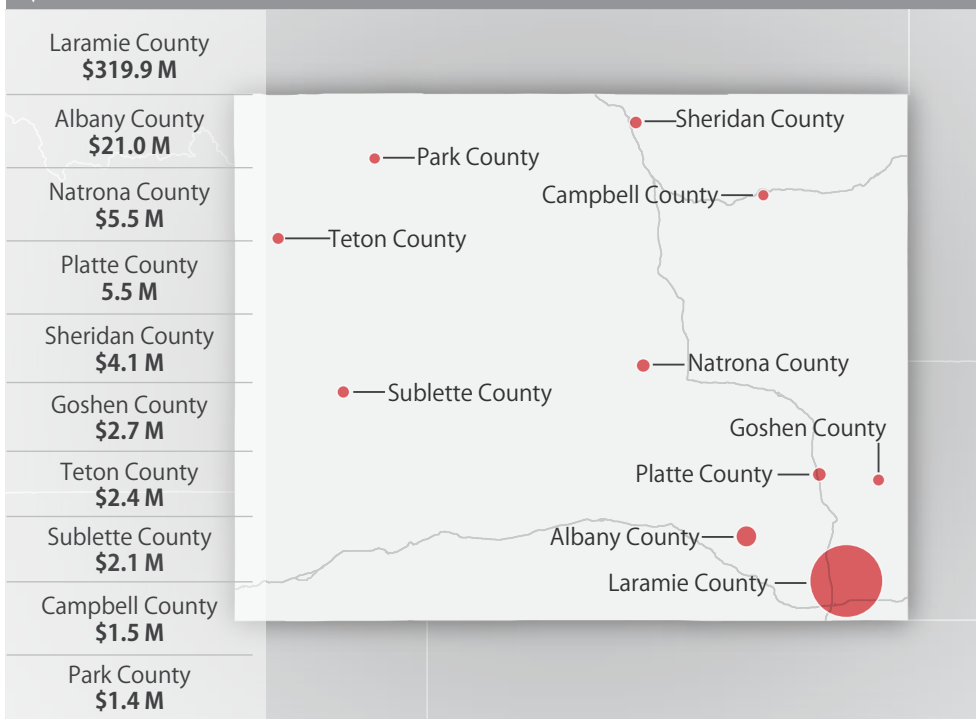 Laramie County
$319.9 M
Albany County
$21.0 M
Natrona County
$5.5 M
Platte County
5.5 M
Sheridan County
$4.1 M
Goshen County
$2.7 M
Teton County
$2.4 M
Sublette County
$2.1 M
Campbell County
$1.5 M
Park County
$1.4 M
Sheridan County
Park County
Campbell County
Teton County
Natrona County
Sublette County
Goshen County
Platte County
Albany County
Laramie County